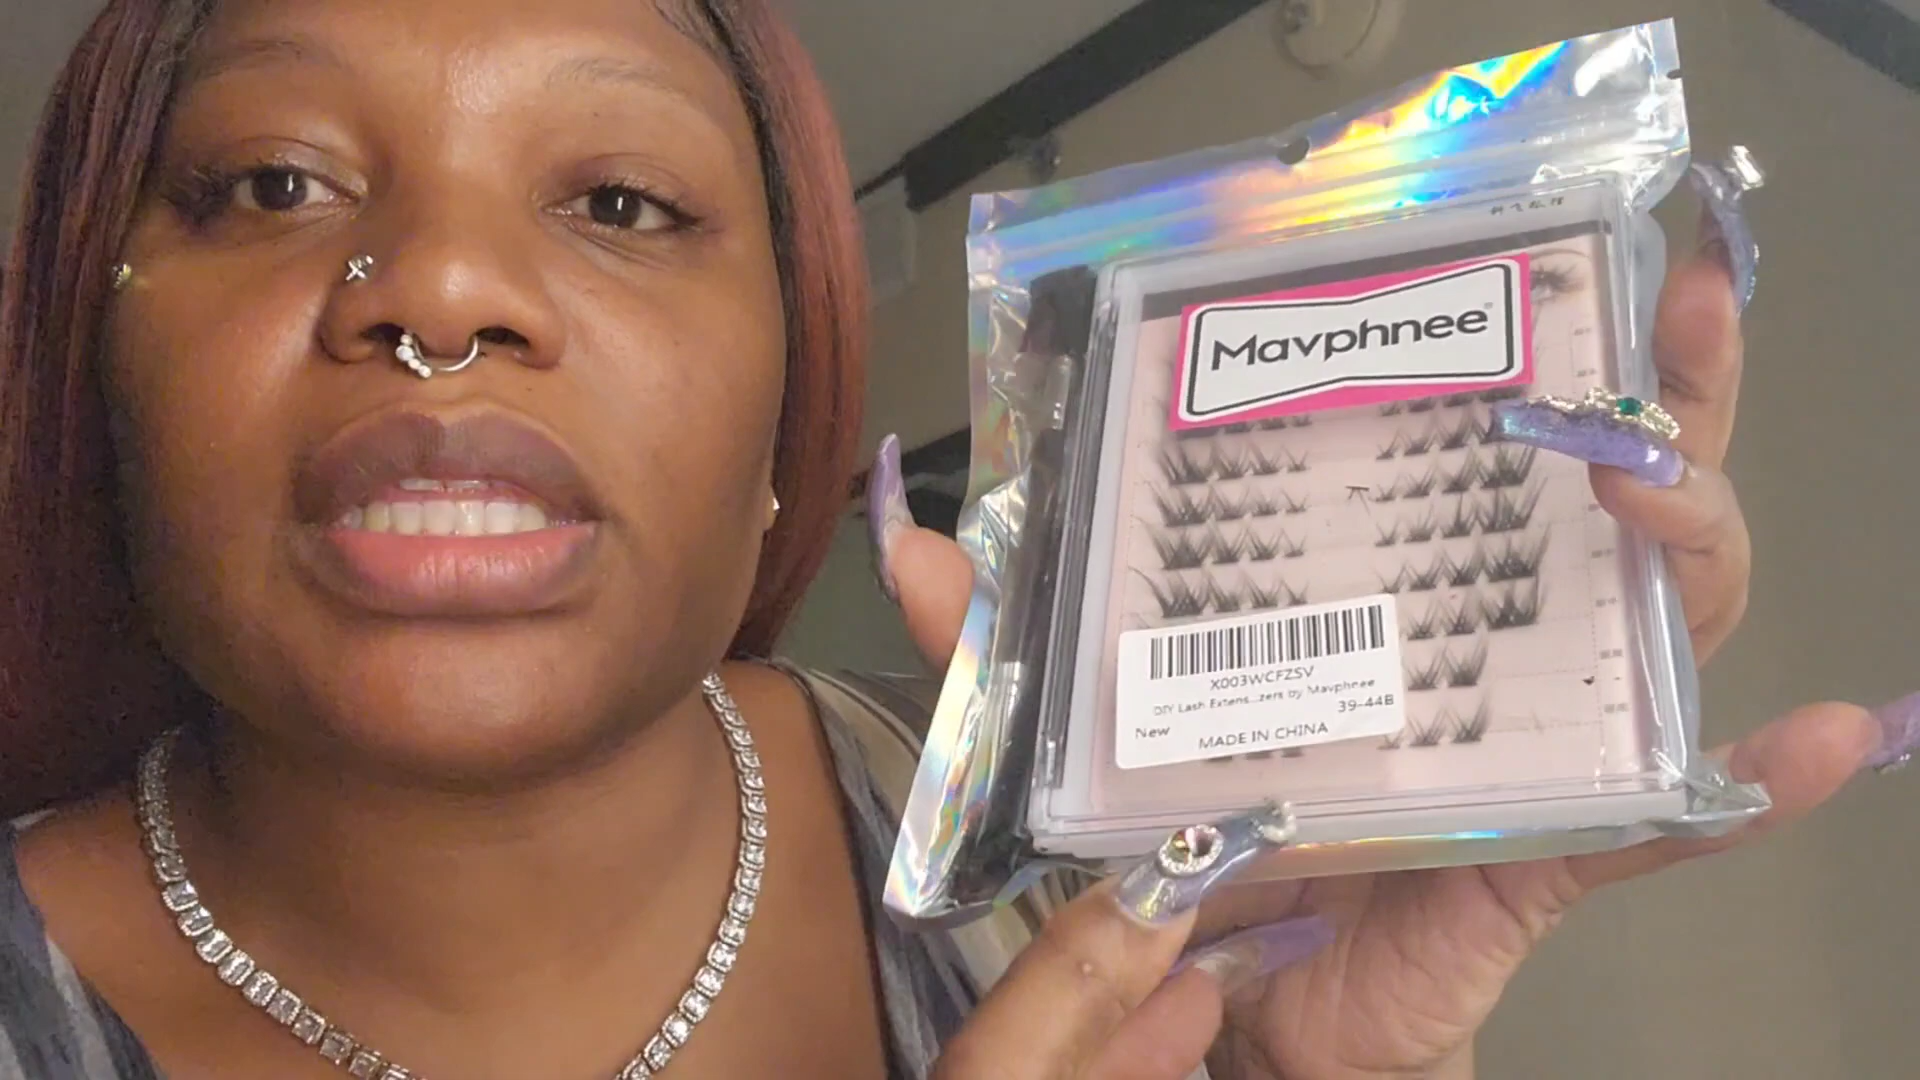 Mavphnee®
X003WCFZSV
DIY Lash Extens...zers by Mavphnee
39-44B
New
MADE IN CHINA